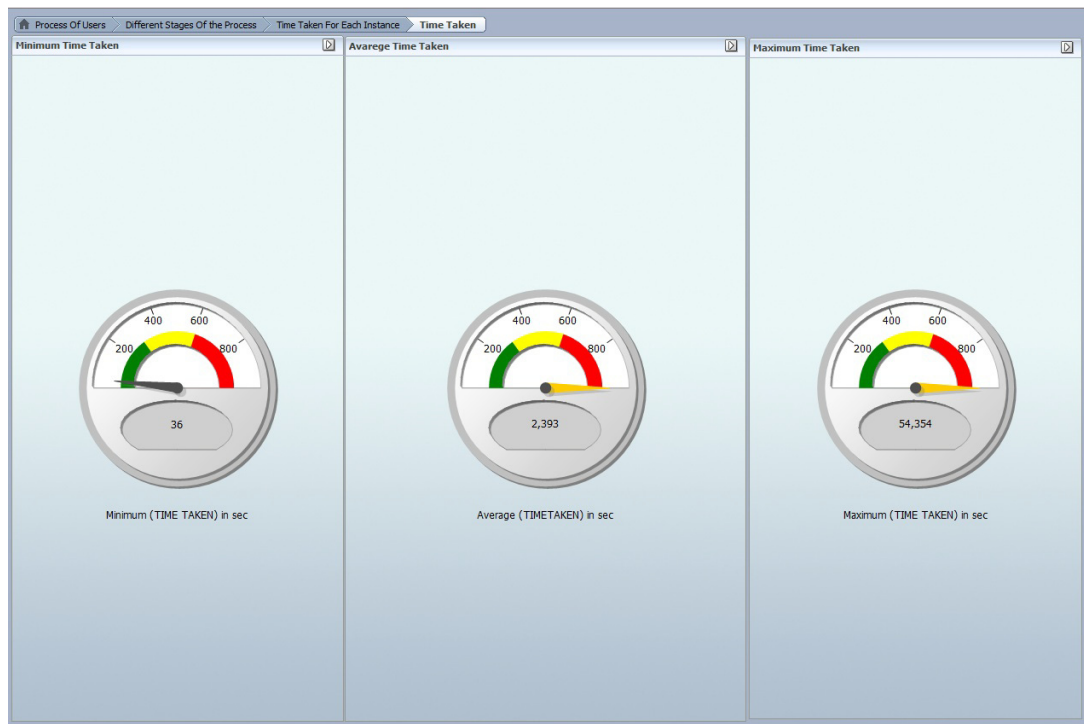 Process Of Users Different Stages Of the Process Time Taken For Each Instance Time Taken
Minimum Time Taken
400 600
200 800
36
Minimum (TIME TAKEN) in sec
Avarege Time Taken
400 600
200 800
2,393
Average (TIMETAKEN) in sec
Maximum Time Taken
400 600
200 800
54,354
Maximum (TIME TAKEN) in sec